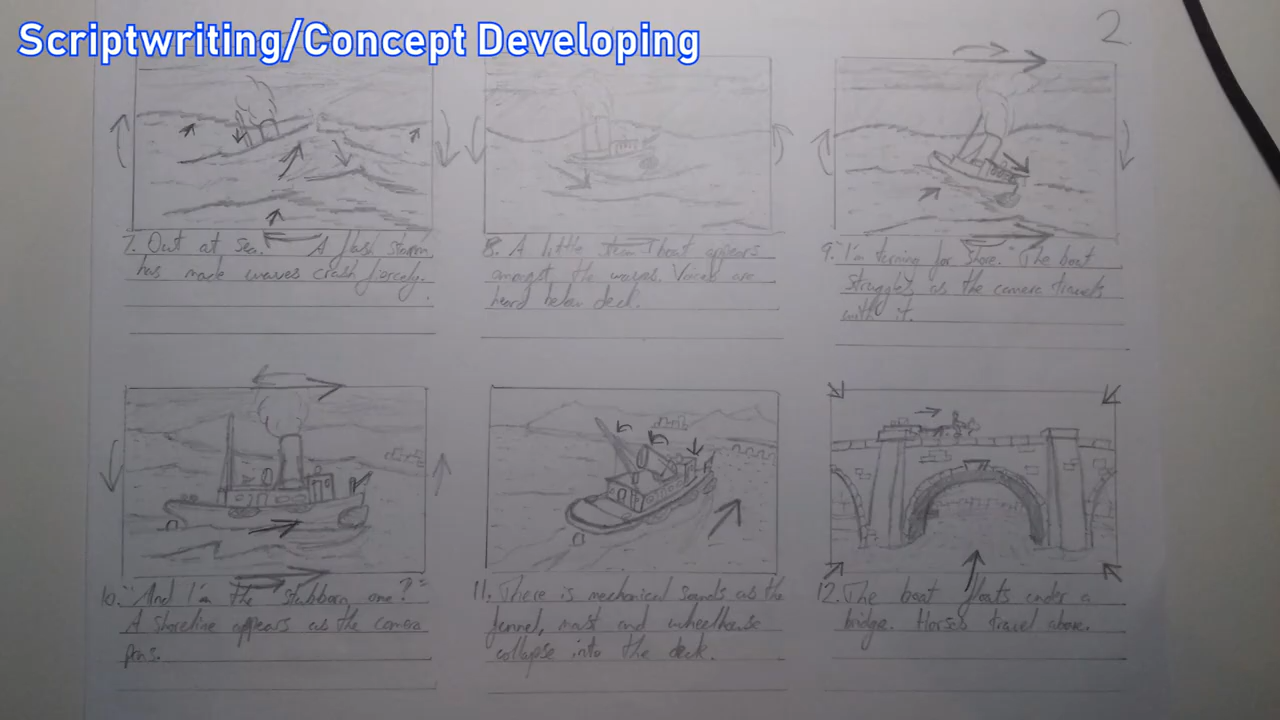 Scriptwriting/Concept Developing
2
7. Out at sea. A flash storm
has made waves crash fiercely.
8. A little steam boat appears
amongst the waves. Voices are
heard below deck.
9. "I'm turning for shore." The boat
struggles as the camera travels
with it.
10. "And I'm the stubborn one?"
A shoreline appears as the camera
pans.
11. There is mechanical sounds as the
funnel, mast and wheelhouse
collapse into the deck.
12. The boat floats under a
bridge. Horses travel above.